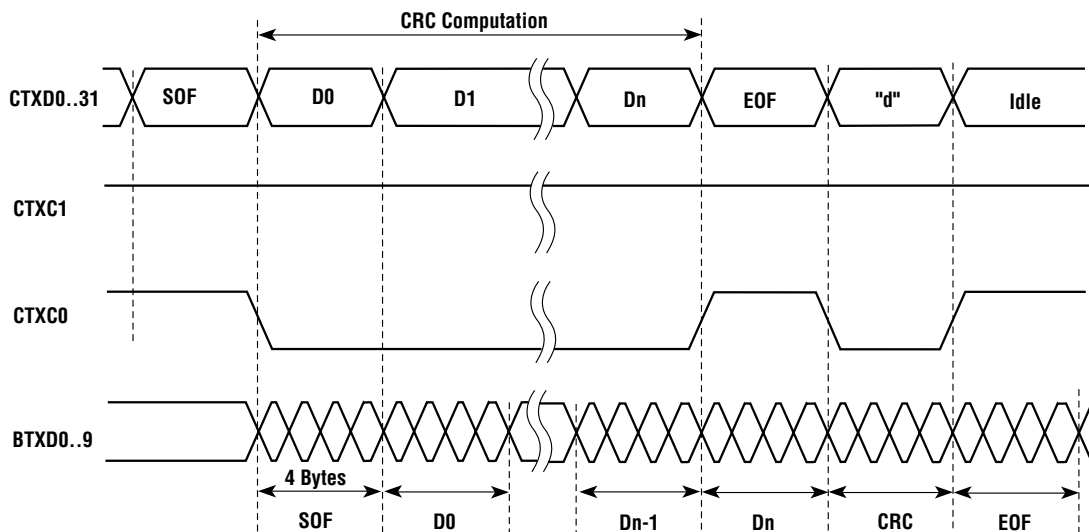 CRC Computation
CTXD0..31 SOF D0 D1 Dn EOF "d" Idle
CTXC1
CTXC0
BTXD0..9
4 Bytes
SOF D0 Dn-1 Dn CRC EOF